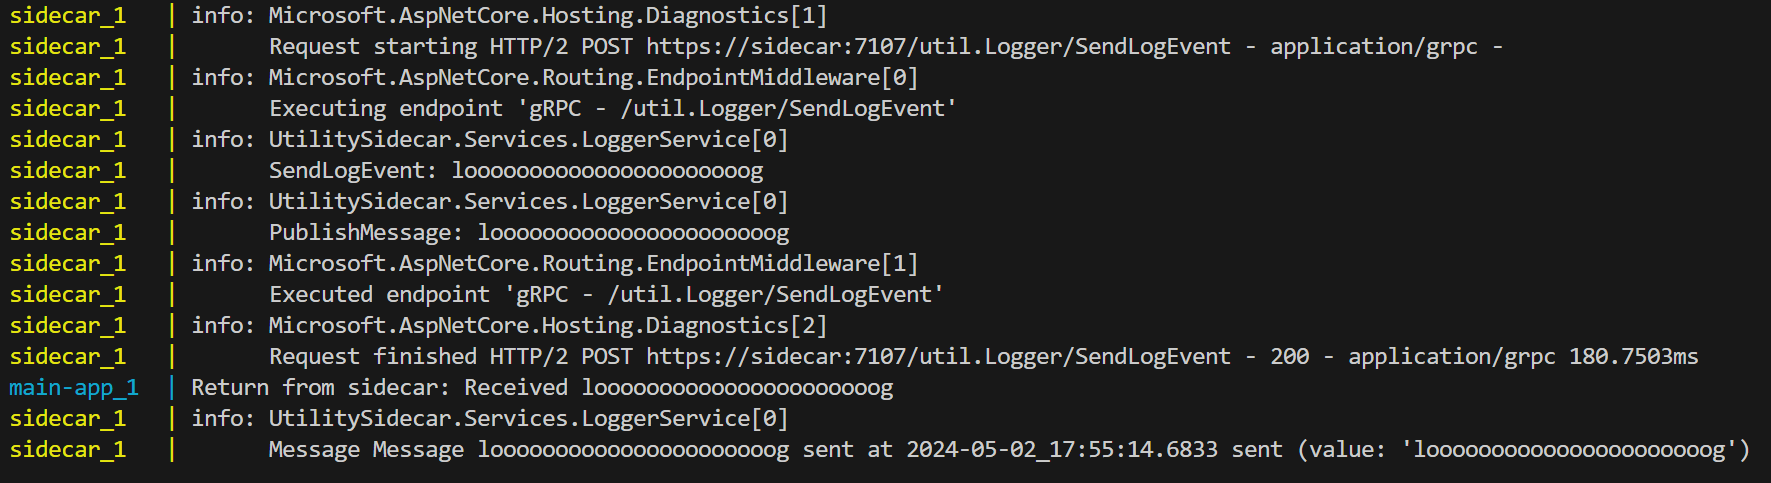 sidecar_1   | info: Microsoft.AspNetCore.Hosting.Diagnostics[1]
sidecar_1   |       Request starting HTTP/2 POST https://sidecar:7107/util.Logger/SendLogEvent - application/grpc -
sidecar_1   | info: Microsoft.AspNetCore.Routing.EndpointMiddleware[0]
sidecar_1   |       Executing endpoint 'gRPC - /util.Logger/SendLogEvent'
sidecar_1   | info: UtilitySidecar.Services.LoggerService[0]
sidecar_1   |       SendLogEvent: loooooooooooooooooooooog
sidecar_1   | info: UtilitySidecar.Services.LoggerService[0]
sidecar_1   |       PublishMessage: loooooooooooooooooooooog
sidecar_1   | info: Microsoft.AspNetCore.Routing.EndpointMiddleware[1]
sidecar_1   |       Executed endpoint 'gRPC - /util.Logger/SendLogEvent'
sidecar_1   | info: Microsoft.AspNetCore.Hosting.Diagnostics[2]
sidecar_1   |       Request finished HTTP/2 POST https://sidecar:7107/util.Logger/SendLogEvent - 200 - application/grpc 180.7503ms
main-app_1  | Return from sidecar: Received loooooooooooooooooooooog
sidecar_1   | info: UtilitySidecar.Services.LoggerService[0]
sidecar_1   |       Message Message loooooooooooooooooooooog sent at 2024-05-02_17:55:14.6833 sent (value: 'loooooooooooooooooooooog')